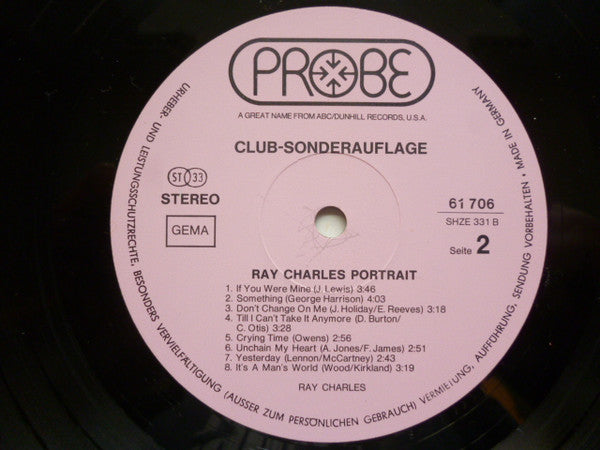 PROBE
A GREAT NAME FROM ABC/DUNHILL RECORDS, U.S.A.
CLUB-SONDERAUFLAGE
ST 33
STEREO
GEMA
61 706
SHZE 331 B
Seite 2
RAY CHARLES PORTRAIT
1. If You Were Mine (J. Lewis) 3:46
2. Something (George Harrison) 4:03
3. Don't Change On Me (J. Holiday/E. Reeves) 3:18
4. Till I Can't Take It Anymore (D. Burton/
C. Otis) 3:28
5. Crying Time (Owens) 2:56
6. Unchain My Heart (A. Jones/F. James) 2:51
7. Yesterday (Lennon/McCartney) 2:43
8. It's A Man's World (Wood/Kirkland) 3:19
RAY CHARLES
URHEBER- UND LEISTUNGSSCHUTZRECHTE, BESONDERS VERVIELFÄLTIGUNG (AUSSER ZUM PERSÖNLICHEN GEBRAUCH) VERMIETUNG, AUFFÜHRUNG, SENDUNG VORBEHALTEN • MADE IN GERMANY